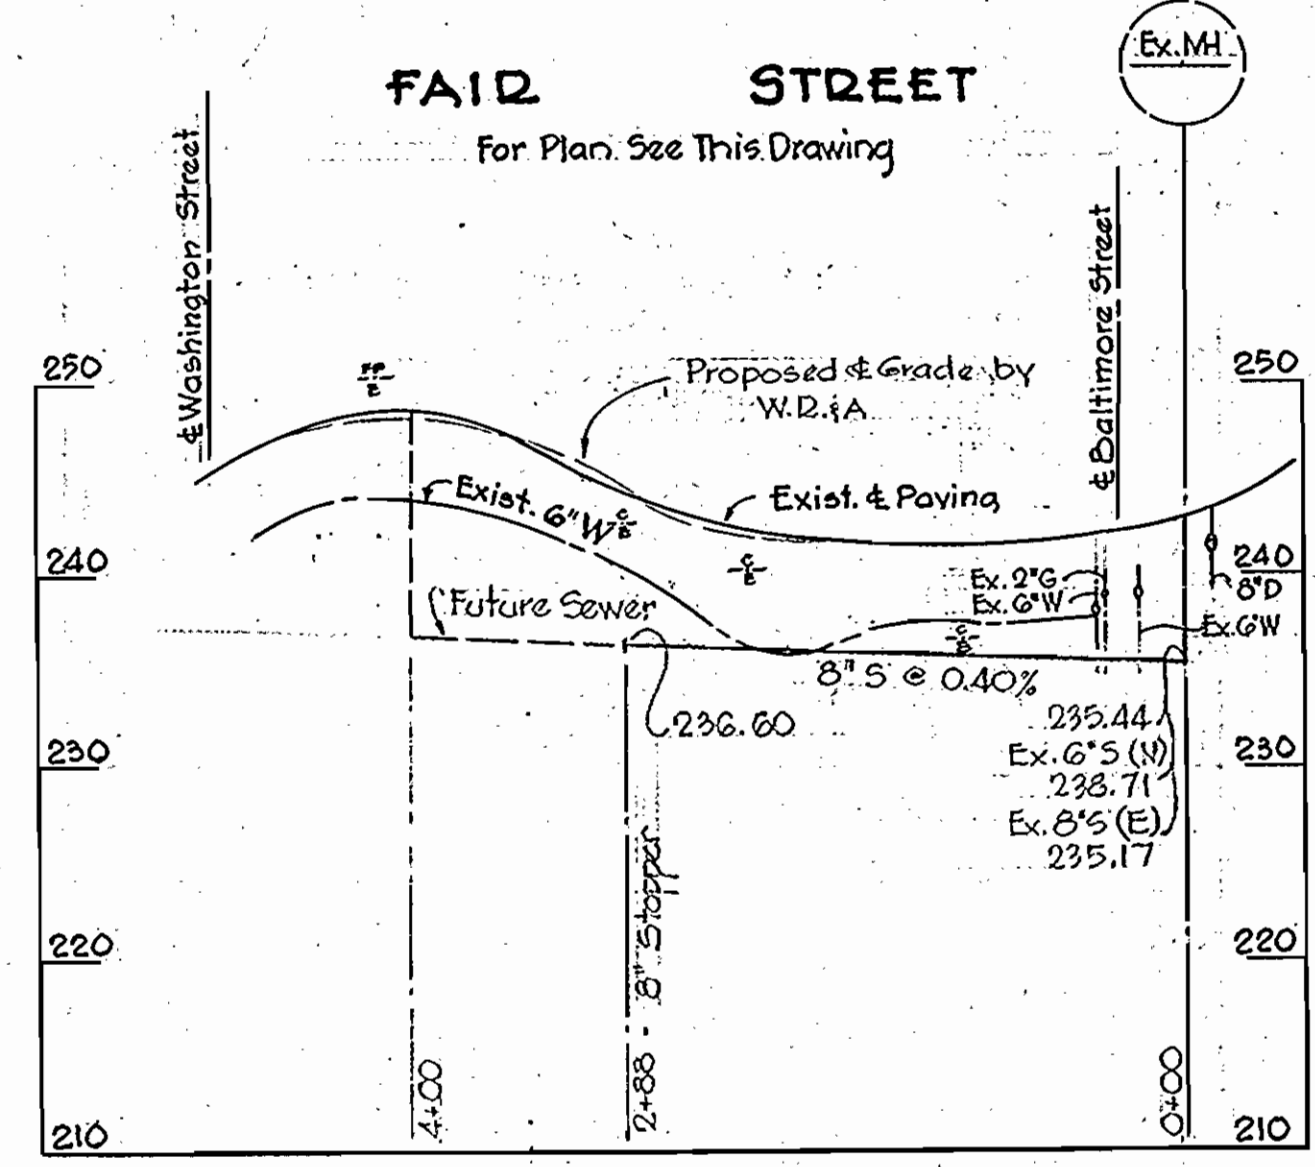 Ex. MH
FAIR STREET
For Plan See This Drawing
℄ Washington Street
℄ Baltimore Street
250
250
Proposed ℄ Grade by
W.R.&A
Exist. 6" W
Exist. ℄ Paving
240
240
Ex. 2" G
Ex. 6" W
8" D
Future Sewer
Ex. 6" W
8" S @ 0.40%
236.60
235.44
Ex. 6" S (N)
238.71
Ex. 8" S (E)
235.17
230
230
220
220
2+88 - 8" Stopper
4+00
0+00
210
210